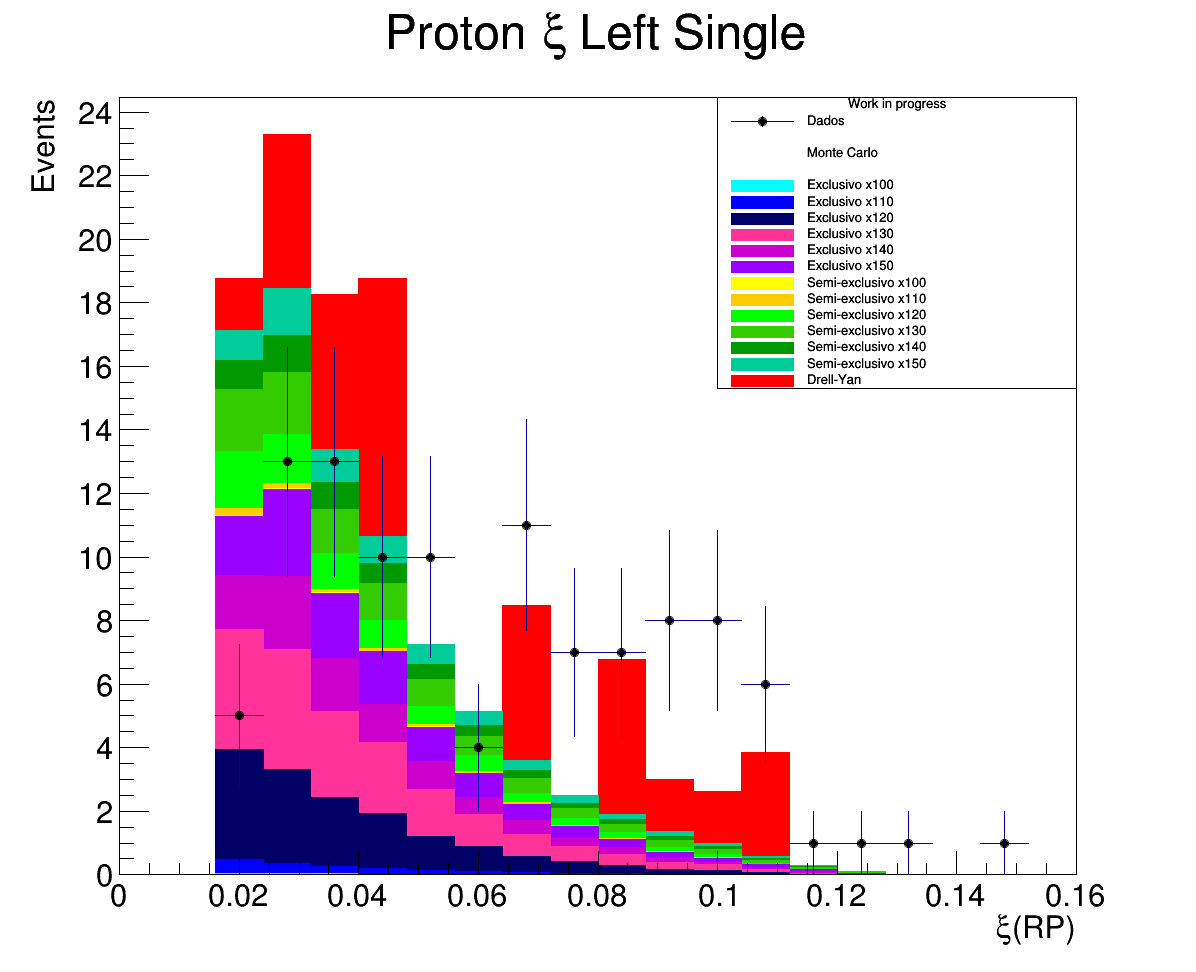 Proton ξ Left Single
Events
24
22
20
18
16
14
12
10
8
6
4
2
0
Work in progress
Dados
Monte Carlo
Exclusivo x100
Exclusivo x110
Exclusivo x120
Exclusivo x130
Exclusivo x140
Exclusivo x150
Semi-exclusivo x100
Semi-exclusivo x110
Semi-exclusivo x120
Semi-exclusivo x130
Semi-exclusivo x140
Semi-exclusivo x150
Drell-Yan
0 0.02 0.04 0.06 0.08 0.1 0.12 0.14 0.16
ξ(RP)